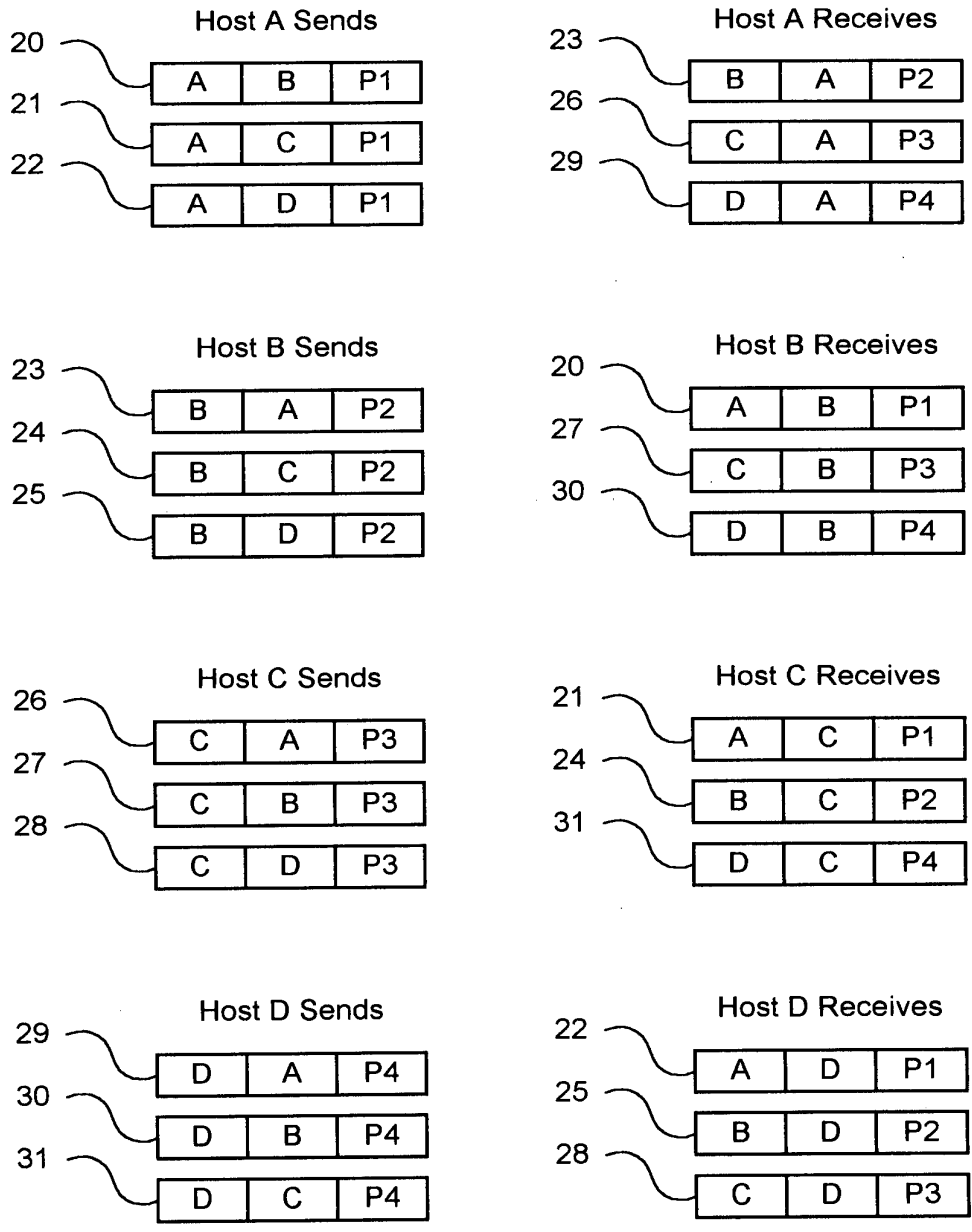 Host A Sends
20 A B P1
21 A C P1
22 A D P1
Host A Receives
23 B A P2
26 C A P3
29 D A P4
Host B Sends
23 B A P2
24 B C P2
25 B D P2
Host B Receives
20 A B P1
27 C B P3
30 D B P4
Host C Sends
26 C A P3
27 C B P3
28 C D P3
Host C Receives
21 A C P1
24 B C P2
31 D C P4
Host D Sends
29 D A P4
30 D B P4
31 D C P4
Host D Receives
22 A D P1
25 B D P2
28 C D P3